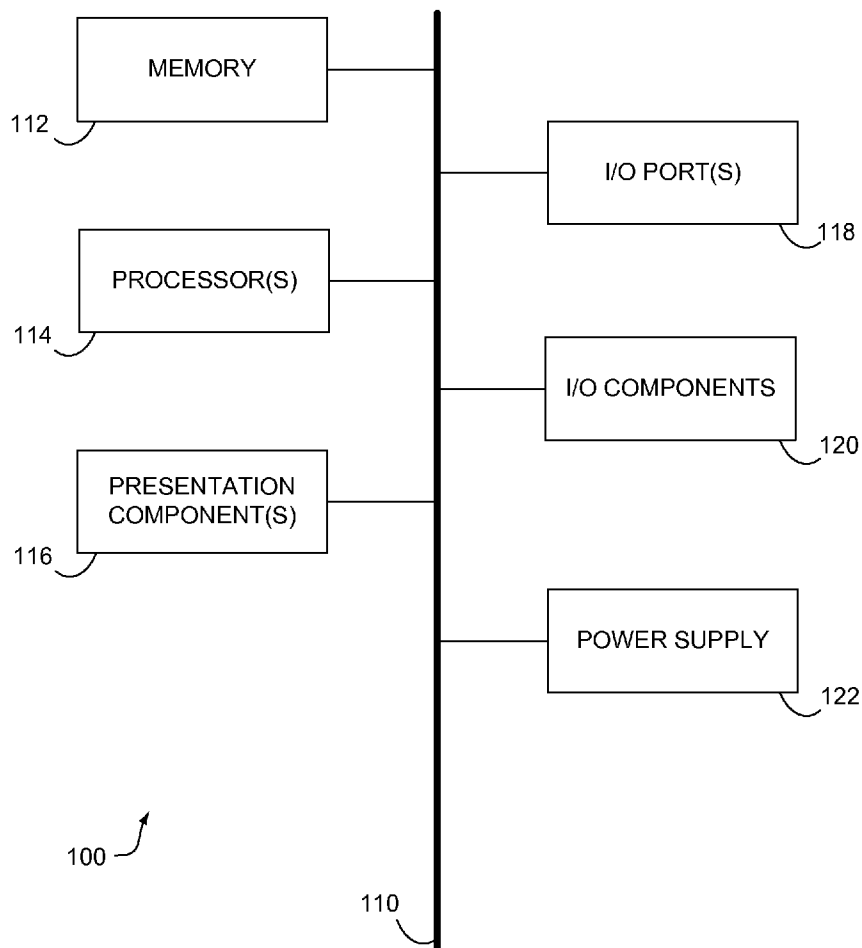 MEMORY
112
I/O PORT(S)
118
PROCESSOR(S)
114
I/O COMPONENTS
120
PRESENTATION
COMPONENT(S)
116
POWER SUPPLY
122
100
110